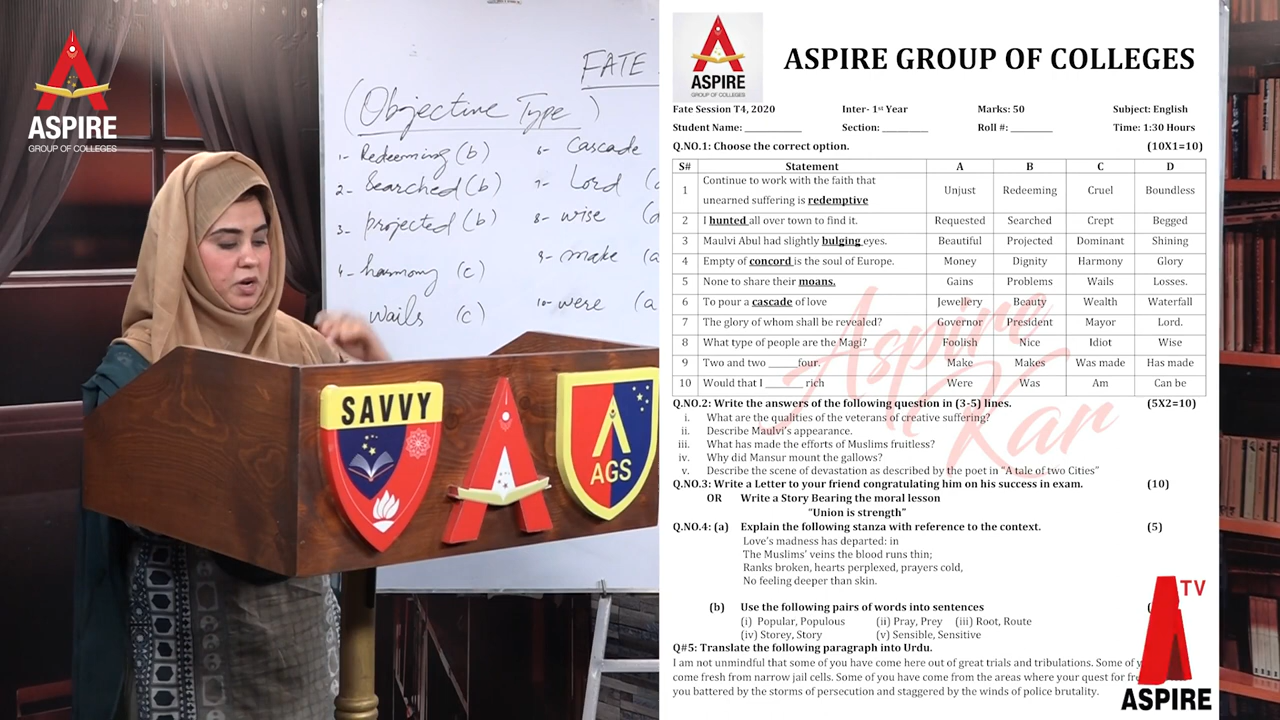 ASPIRE
GROUP OF COLLEGES
FATE
(Objective Type)
1- Redeeming (b)
2- Searched (b)
3- projected (b)
4- harmony (c)
wails (c)
6- Cascade
7- Lord
8- wise
9- make (a
10- were (a
SAVVY
AGS
ASPIRE
GROUP OF COLLEGES
ASPIRE GROUP OF COLLEGES
Fate Session T4, 2020 Inter- 1st Year Marks: 50 Subject: English
Student Name: ____________ Section: __________ Roll #: _________ Time: 1:30 Hours
Q.NO.1: Choose the correct option. (10X1=10)
S# Statement A B C D
1 Continue to work with the faith that unearned suffering is redemptive Unjust Redeeming Cruel Boundless
2 I hunted all over town to find it. Requested Searched Crept Begged
3 Maulvi Abul had slightly bulging eyes. Beautiful Projected Dominant Shining
4 Empty of concord is the soul of Europe. Money Dignity Harmony Glory
5 None to share their moans. Gains Problems Wails Losses.
6 To pour a cascade of love Jewellery Beauty Wealth Waterfall
7 The glory of whom shall be revealed? Governor President Mayor Lord.
8 What type of people are the Magi? Foolish Nice Idiot Wise
9 Two and two ______ four. Make Makes Was made Has made
10 Would that I ________ rich Were Was Am Can be
Q.NO.2: Write the answers of the following question in (3-5) lines. (5X2=10)
i. What are the qualities of the veterans of creative suffering?
ii. Describe Maulvi's appearance.
iii. What has made the efforts of Muslims fruitless?
iv. Why did Mansur mount the gallows?
v. Describe the scene of devastation as described by the poet in "A tale of two Cities"
Q.NO.3: Write a Letter to your friend congratulating him on his success in exam. (10)
OR Write a Story Bearing the moral lesson
"Union is strength"
Q.NO.4: (a) Explain the following stanza with reference to the context. (5)
Love's madness has departed: in
The Muslims' veins the blood runs thin;
Ranks broken, hearts perplexed, prayers cold,
No feeling deeper than skin.
(b) Use the following pairs of words into sentences
(i) Popular, Populous (ii) Pray, Prey (iii) Root, Route
(iv) Storey, Story (v) Sensible, Sensitive
Q#5: Translate the following paragraph into Urdu.
I am not unmindful that some of you have come here out of great trials and tribulations. Some of
come fresh from narrow jail cells. Some of you have come from the areas where your quest for
you battered by the storms of persecution and staggered by the winds of police brutality.
Aspire
Kar
TV
ASPIRE